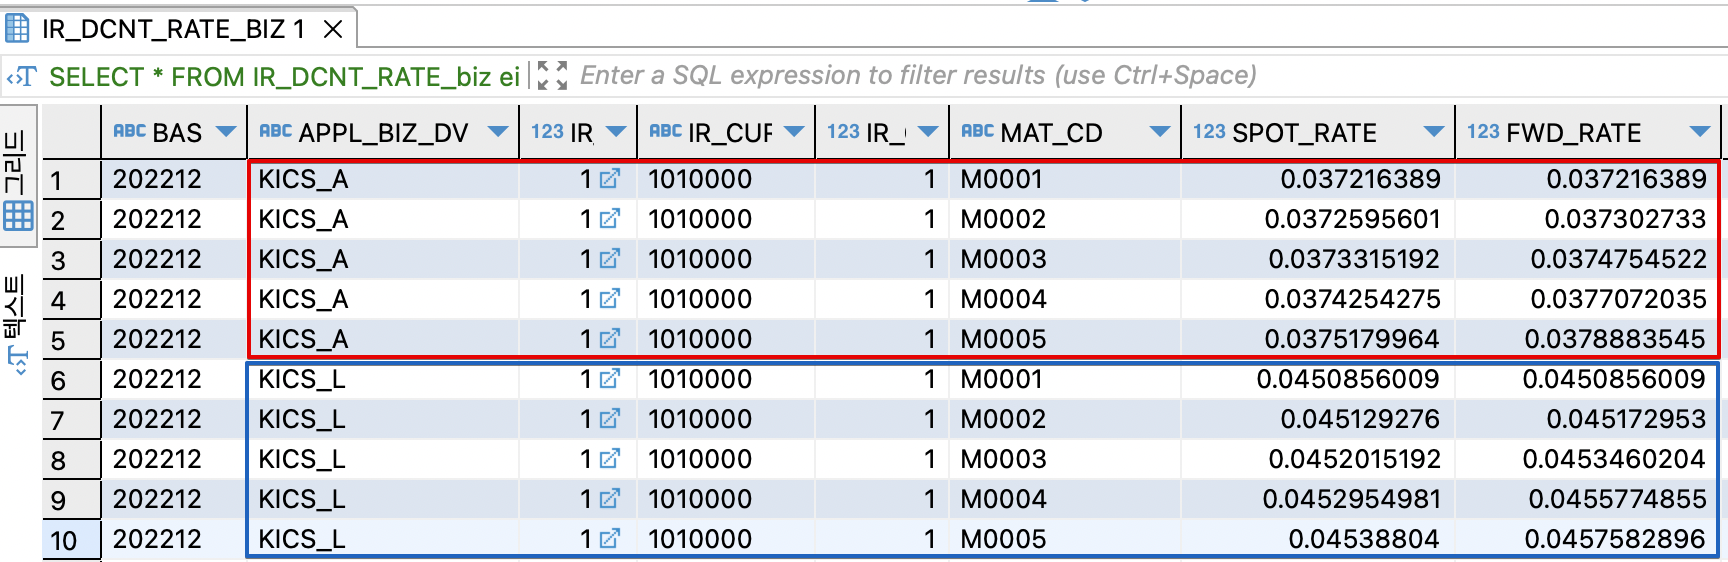 IR_DCNT_RATE_BIZ 1
SELECT * FROM IR_DCNT_RATE_biz ei Enter a SQL expression to filter results (use Ctrl+Space)
그리드
텍스트
ABC BAS ABC APPL_BIZ_DV 123 IR_ ABC IR_CUR 123 IR_ ABC MAT_CD 123 SPOT_RATE 123 FWD_RATE
1 202212 KICS_A 1 1010000 1 M0001 0.037216389 0.037216389
2 202212 KICS_A 1 1010000 1 M0002 0.0372595601 0.037302733
3 202212 KICS_A 1 1010000 1 M0003 0.0373315192 0.0374754522
4 202212 KICS_A 1 1010000 1 M0004 0.0374254275 0.0377072035
5 202212 KICS_A 1 1010000 1 M0005 0.0375179964 0.0378883545
6 202212 KICS_L 1 1010000 1 M0001 0.0450856009 0.0450856009
7 202212 KICS_L 1 1010000 1 M0002 0.045129276 0.045172953
8 202212 KICS_L 1 1010000 1 M0003 0.0452015192 0.0453460204
9 202212 KICS_L 1 1010000 1 M0004 0.0452954981 0.0455774855
10 202212 KICS_L 1 1010000 1 M0005 0.04538804 0.0457582896